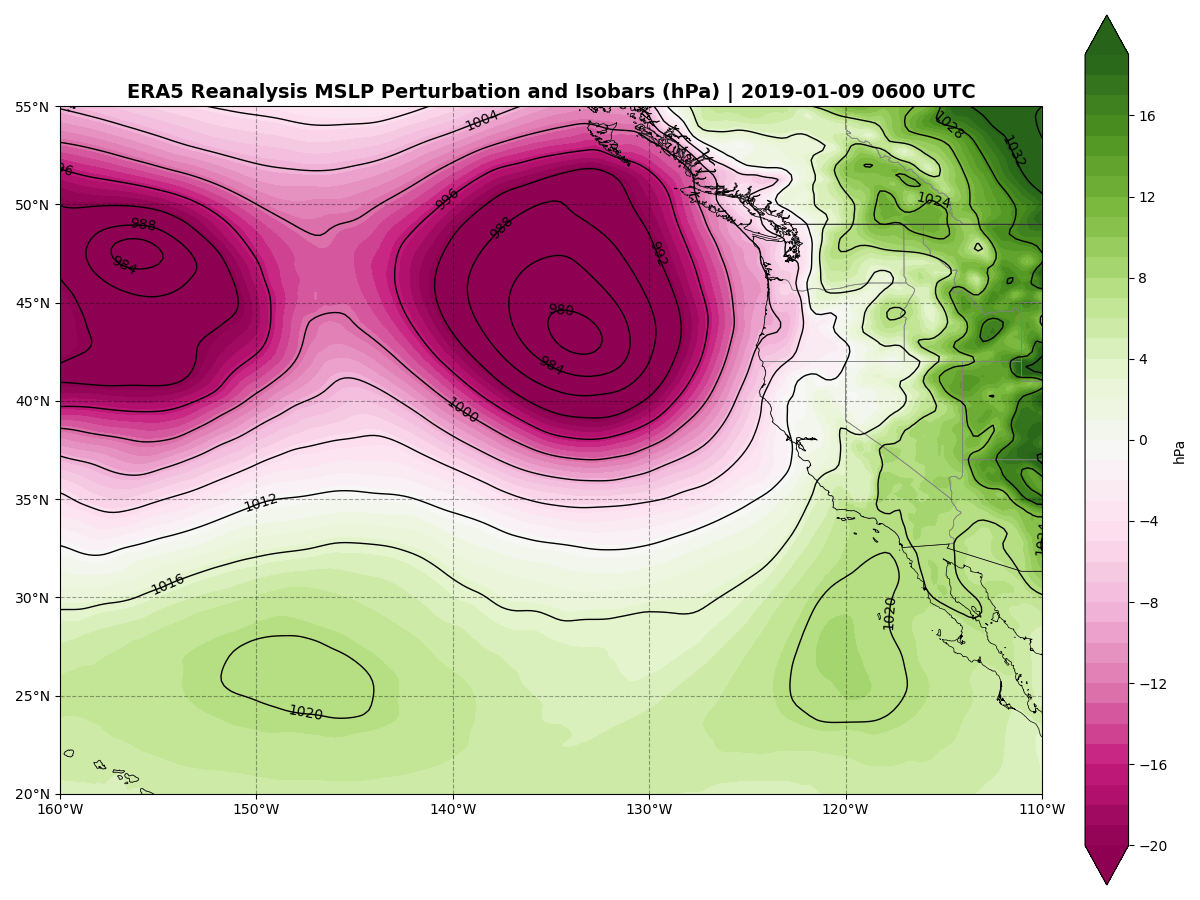 ERA5 Reanalysis MSLP Perturbation and Isobars (hPa) | 2019-01-09 0600 UTC
55°N
50°N
45°N
40°N
35°N
30°N
25°N
20°N
160°W
150°W
140°W
130°W
120°W
110°W
1004
1028
1032
96
996
988
988
992
1024
984
980
984
1000
1012
1016
1020
1020
1024
16
12
8
4
0
−4
−8
−12
−16
−20
hPa